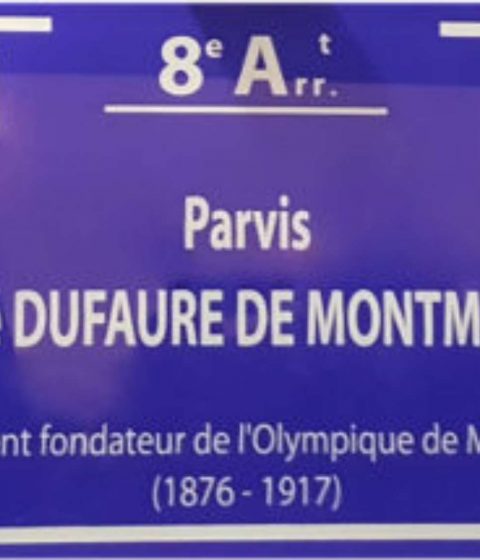 8e Arr.t
Parvis
DUFAURE DE MONTM
nt fondateur de l'Olympique de M
(1876 - 1917)